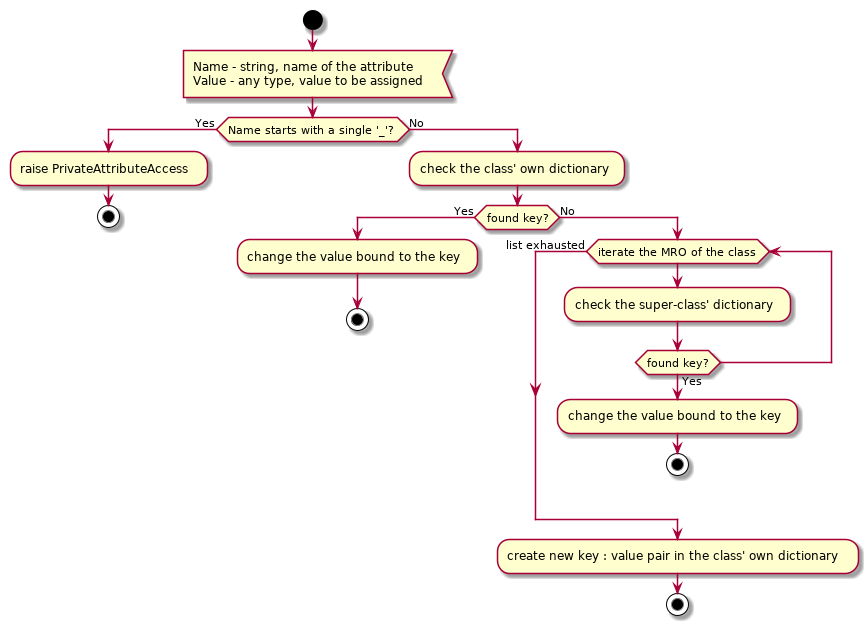 Name - string, name of the attribute
Value - any type, value to be assigned
Yes
Name starts with a single '_'?
No
raise PrivateAttributeAccess
check the class' own dictionary
Yes
found key?
No
change the value bound to the key
list exhausted
iterate the MRO of the class
check the super-class' dictionary
found key?
Yes
change the value bound to the key
create new key : value pair in the class' own dictionary